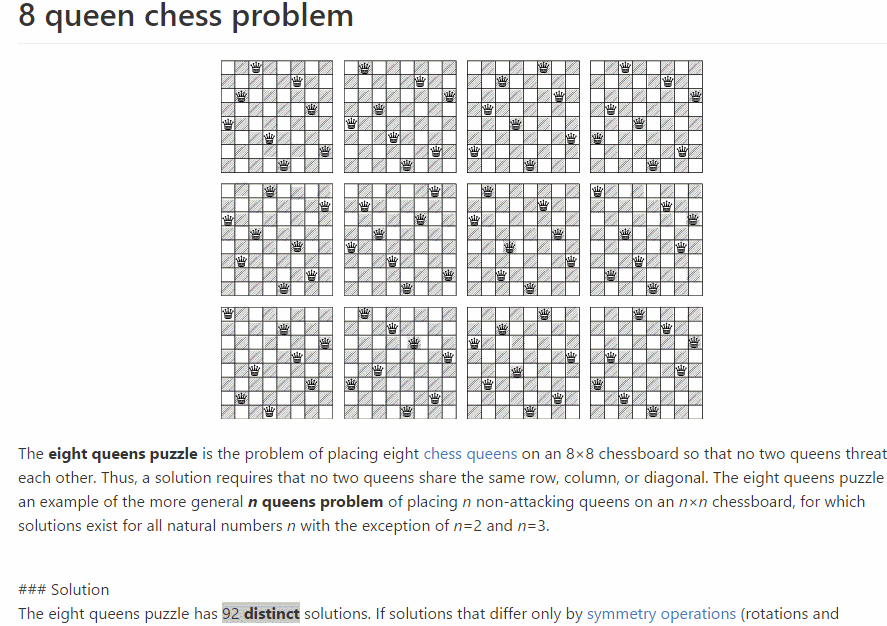 8 queen chess problem
The eight queens puzzle is the problem of placing eight chess queens on an 8×8 chessboard so that no two queens threat
each other. Thus, a solution requires that no two queens share the same row, column, or diagonal. The eight queens puzzle
an example of the more general n queens problem of placing n non-attacking queens on an n×n chessboard, for which
solutions exist for all natural numbers n with the exception of n=2 and n=3.
### Solution
The eight queens puzzle has 92 distinct solutions. If solutions that differ only by symmetry operations (rotations and